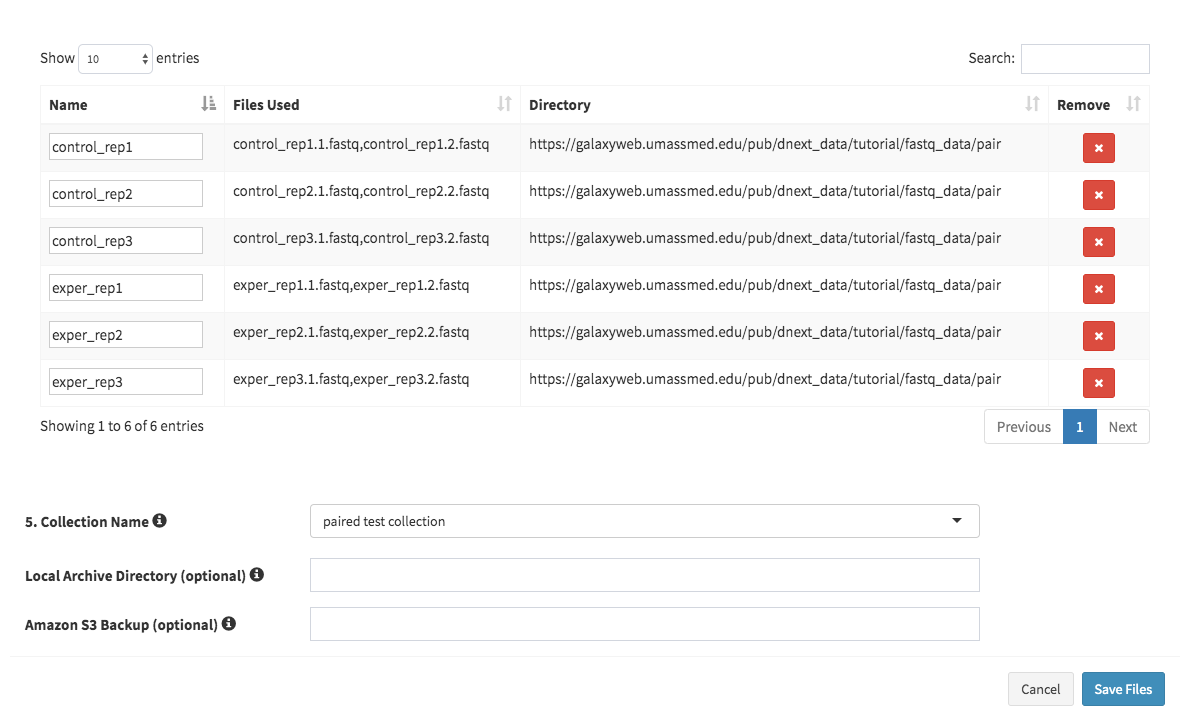 Show 10 entries Search:
Name Files Used Directory Remove
control_rep1 control_rep1.1.fastq,control_rep1.2.fastq https://galaxyweb.umassmed.edu/pub/dnext_data/tutorial/fastq_data/pair
control_rep2 control_rep2.1.fastq,control_rep2.2.fastq https://galaxyweb.umassmed.edu/pub/dnext_data/tutorial/fastq_data/pair
control_rep3 control_rep3.1.fastq,control_rep3.2.fastq https://galaxyweb.umassmed.edu/pub/dnext_data/tutorial/fastq_data/pair
exper_rep1 exper_rep1.1.fastq,exper_rep1.2.fastq https://galaxyweb.umassmed.edu/pub/dnext_data/tutorial/fastq_data/pair
exper_rep2 exper_rep2.1.fastq,exper_rep2.2.fastq https://galaxyweb.umassmed.edu/pub/dnext_data/tutorial/fastq_data/pair
exper_rep3 exper_rep3.1.fastq,exper_rep3.2.fastq https://galaxyweb.umassmed.edu/pub/dnext_data/tutorial/fastq_data/pair
Showing 1 to 6 of 6 entries Previous 1 Next
5. Collection Name paired test collection
Local Archive Directory (optional)
Amazon S3 Backup (optional)
Cancel Save Files